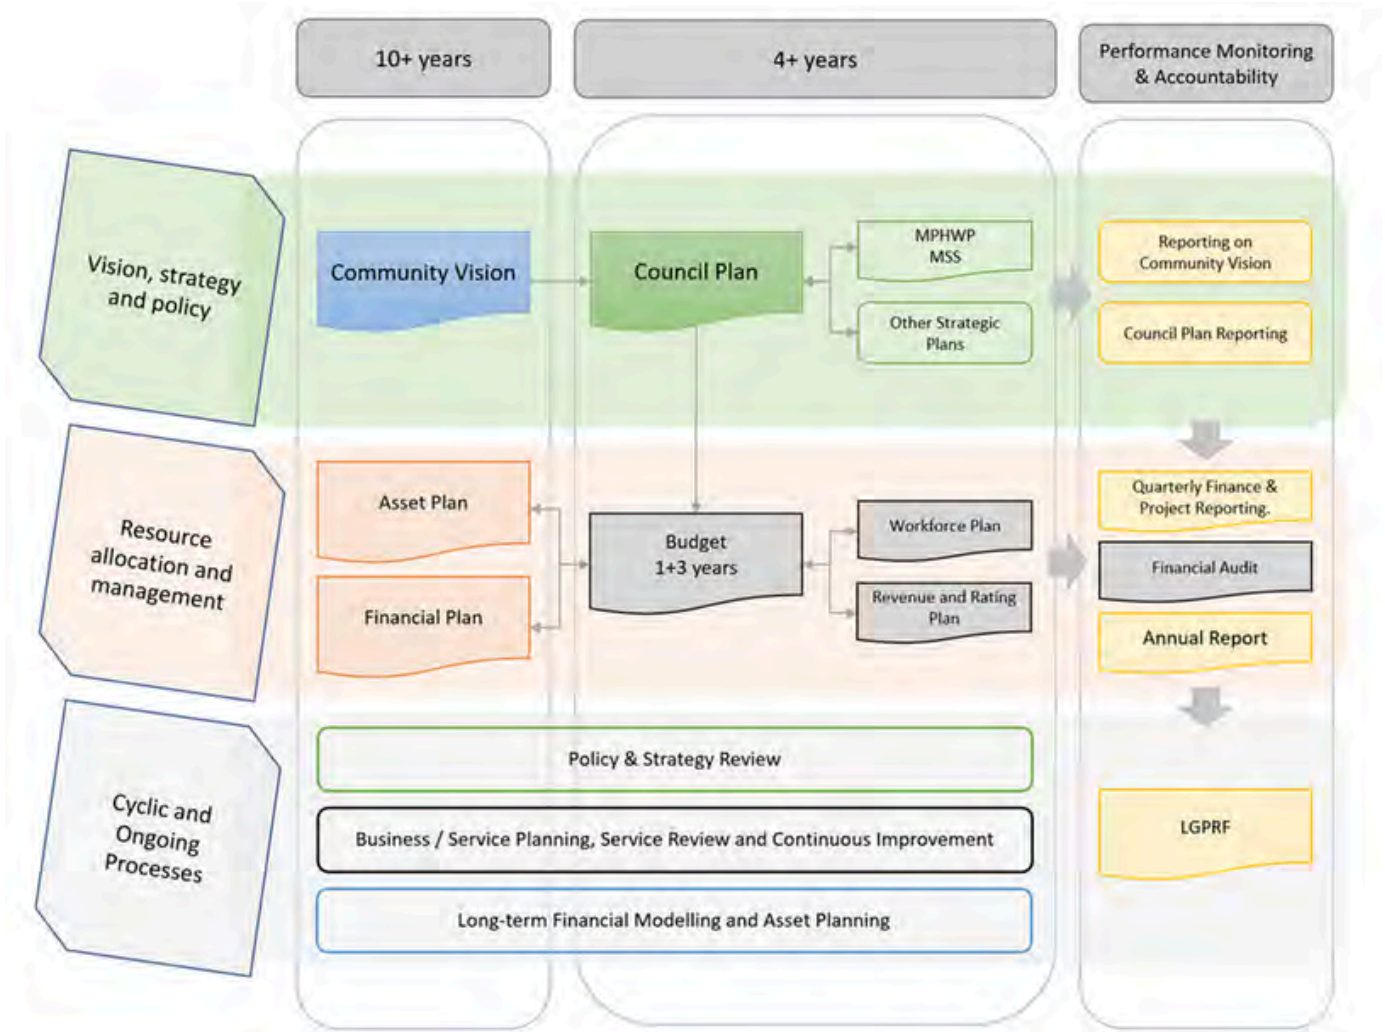 10+ years
4+ years
Performance Monitoring
& Accountability
Vision, strategy
and policy
Community Vision
Council Plan
MPHWP
MSS
Other Strategic
Plans
Reporting on
Community Vision
Council Plan Reporting
Resource
allocation and
management
Asset Plan
Financial Plan
Budget
1+3 years
Workforce Plan
Revenue and Rating
Plan
Quarterly Finance &
Project Reporting.
Financial Audit
Annual Report
Cyclic and
Ongoing
Processes
Policy & Strategy Review
Business / Service Planning, Service Review and Continuous Improvement
Long-term Financial Modelling and Asset Planning
LGPRF